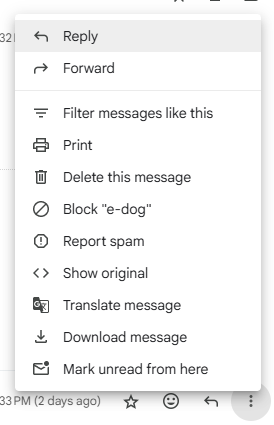 32
Reply
Forward
Filter messages like this
Print
Delete this message
Block "e-dog"
Report spam
Show original
Translate message
Download message
Mark unread from here
33 PM (2 days ago)